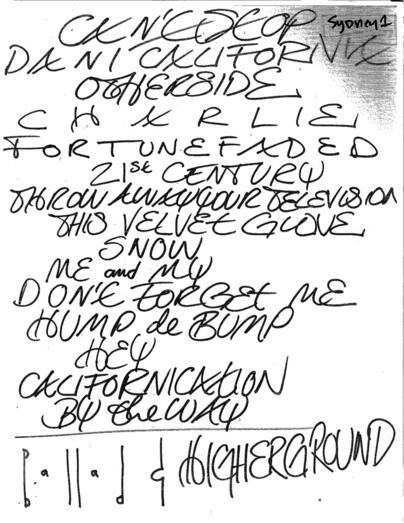 Sydney 1
CAN'T STOP
DANI CALIFORNIA
OTHERSIDE
CHARLIE
FORTUNE FADED
21ST CENTURY
THROW AWAY YOUR TELEVISION
THIS VELVET GLOVE
SNOW
ME and MY
DON'T FORGET ME
HUMP de BUMP
HEY
CALIFORNICATION
BY the WAY
HIGHER GROUND